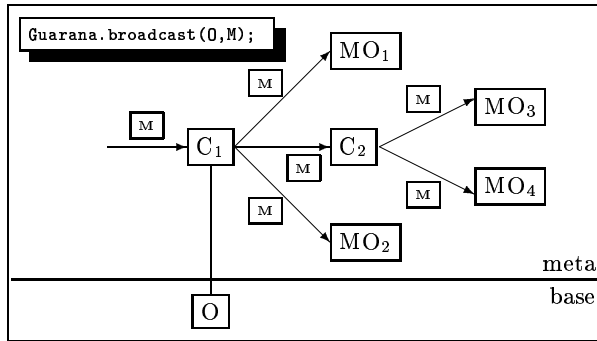 Guarana.broadcast(O,M);
MO1
M
M
M
MO3
C1
C2
M
M
MO4
M
MO2
meta
base
O